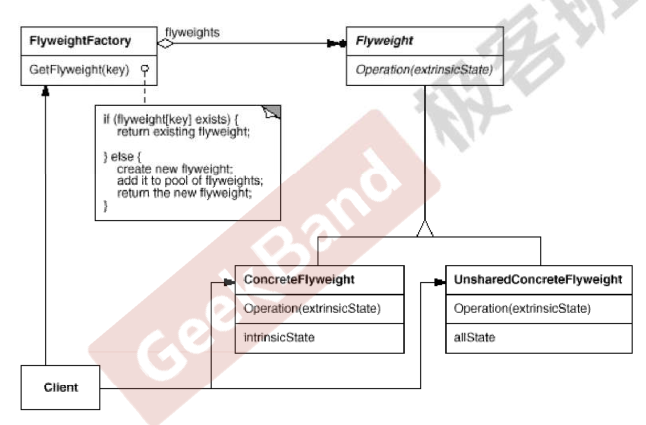 FlyweightFactory
flyweights
Flyweight
GetFlyweight(key)
Operation(extrinsicState)
if (flyweight[key] exists) {
return existing flyweight;
} else {
create new flyweight;
add it to pool of flyweights;
return the new flyweight;
}
ConcreteFlyweight
UnsharedConcreteFlyweight
Operation(extrinsicState)
Operation(extrinsicState)
intrinsicState
allState
Client
GeekBand
极客班